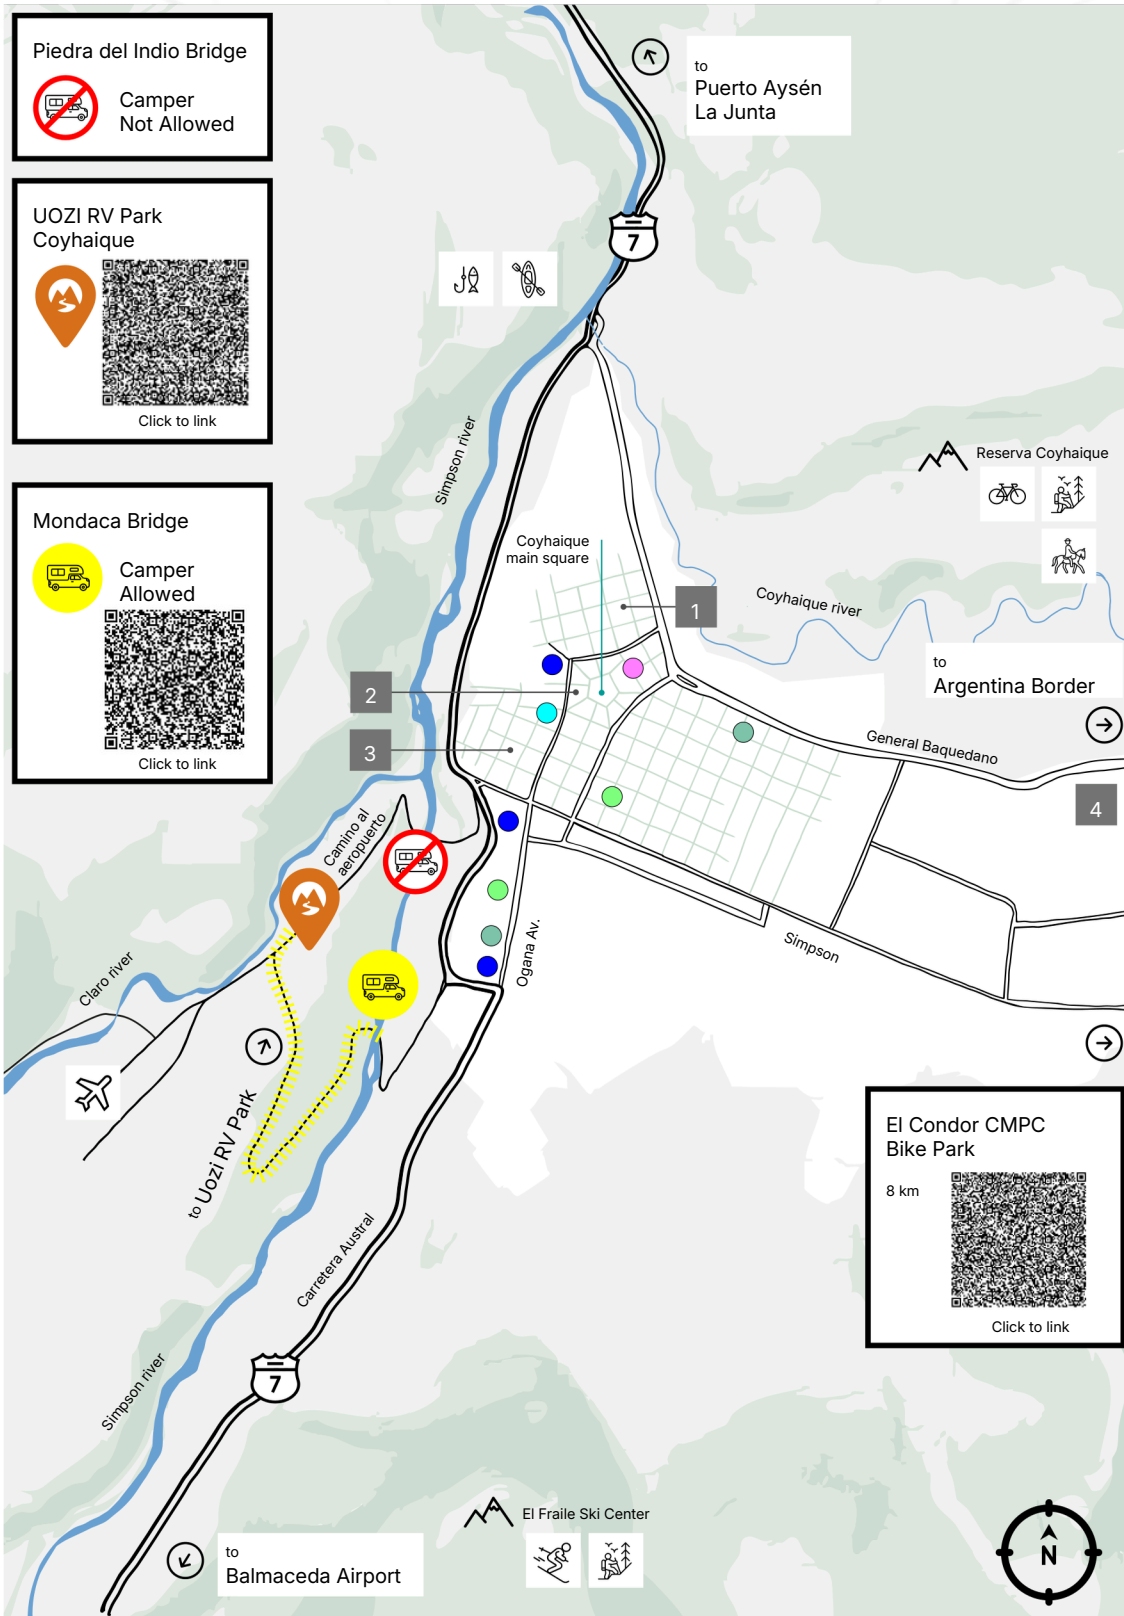 Piedra del Indio Bridge
Camper
Not Allowed
to
Puerto Aysén
La Junta
UOZI RV Park
Coyhaique
Click to link
7
Simpson river
Reserva Coyhaique
Mondaca Bridge
Camper
Allowed
Click to link
Coyhaique
main square
1
Coyhaique river
to
Argentina Border
2
3
General Baquedano
4
Camino al
aeropuerto
Ogana Av.
Simpson
Claro river
to Uozi RV Park
El Condor CMPC
Bike Park
8 km
Click to link
Carretera Austral
7
Simpson river
El Fraile Ski Center
to
Balmaceda Airport
N